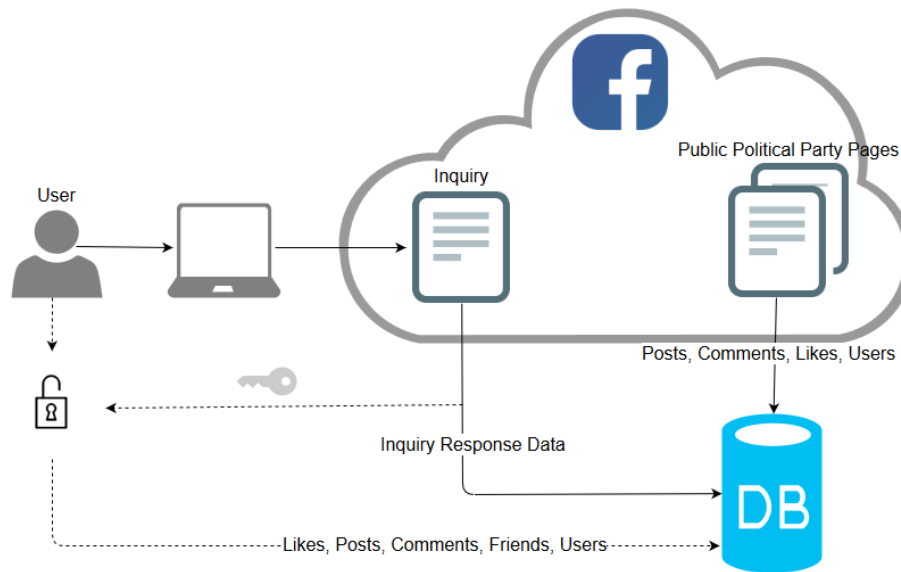 Public Political Party Pages
Inquiry
User
Posts, Comments, Likes, Users
Inquiry Response Data
DB
Likes, Posts, Comments, Friends, Users